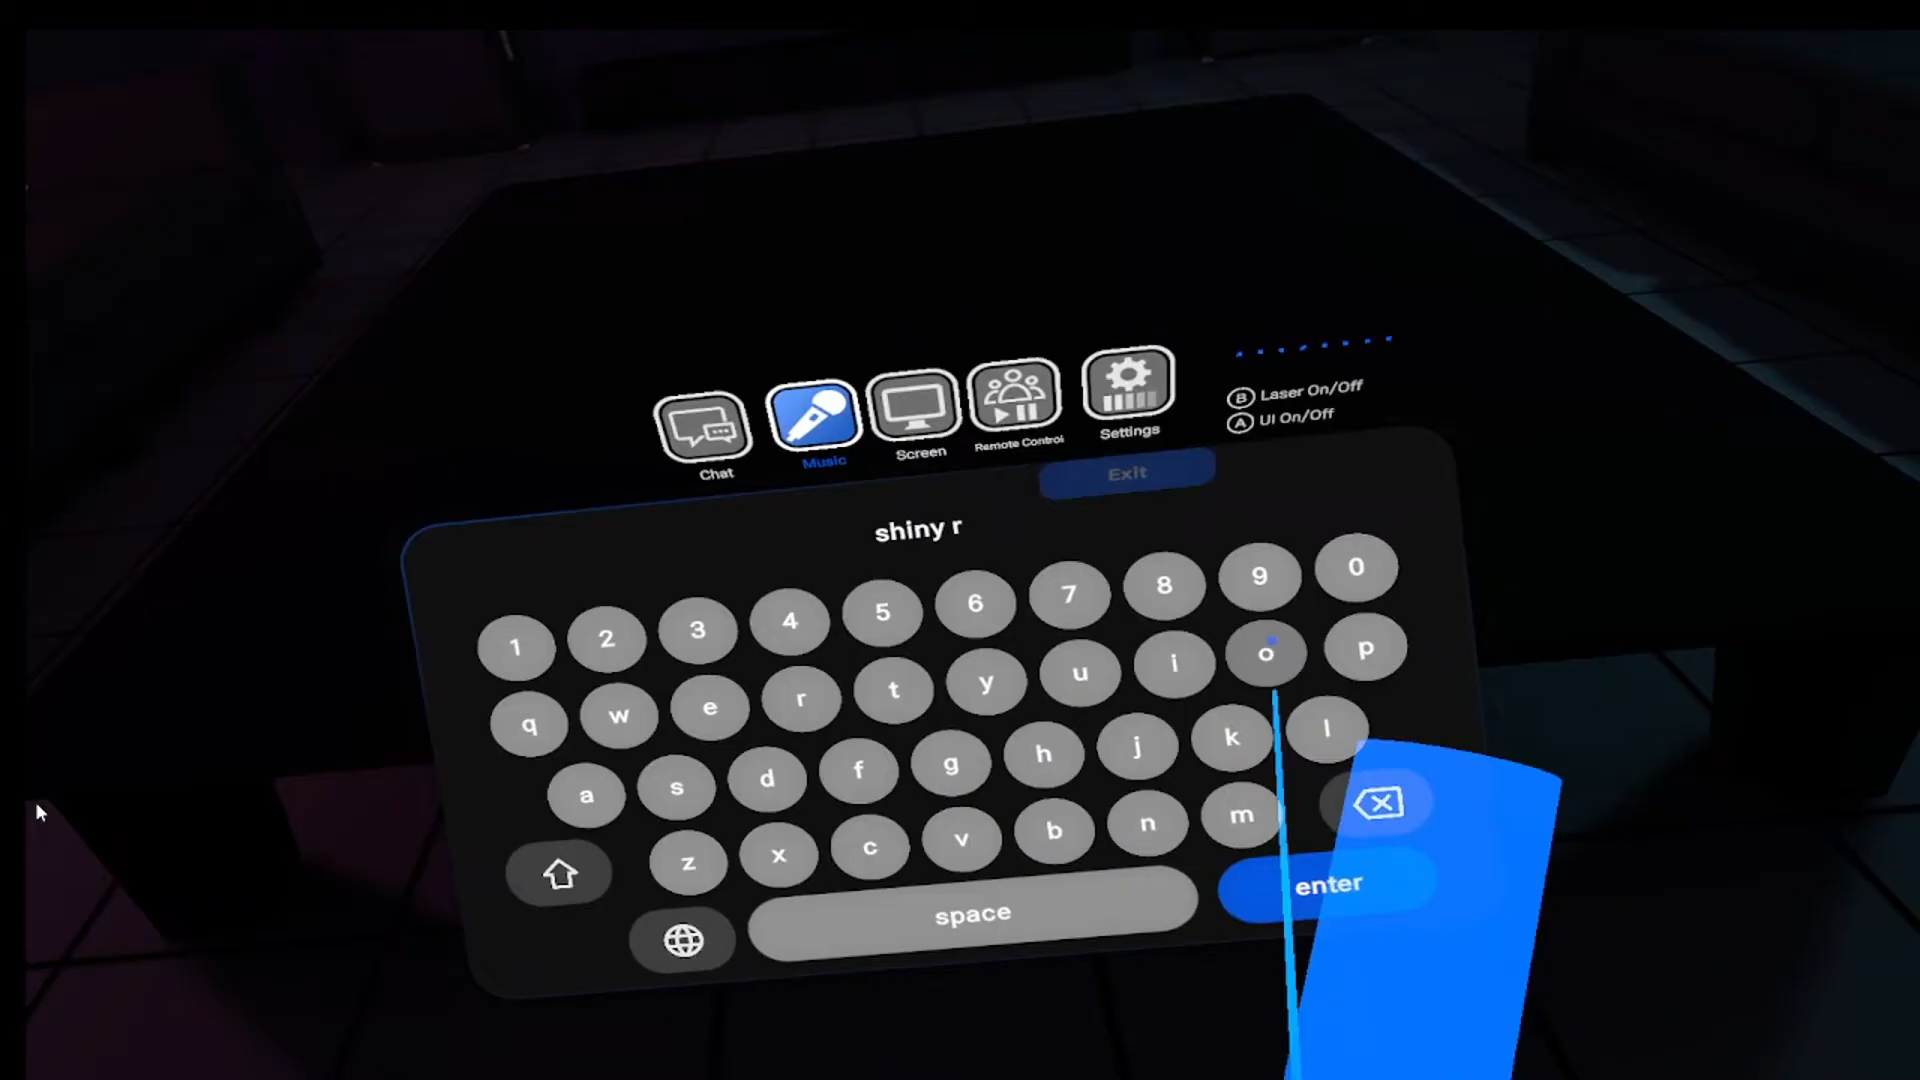 Chat
Music
Screen
Remote Control
Settings
B Laser On/Off
A UI On/Off
Exit
shiny r
1 2 3 4 5 6 7 8 9 0
q w e r t y u i o p
a s d f g h j k l
z x c v b n m
space
enter